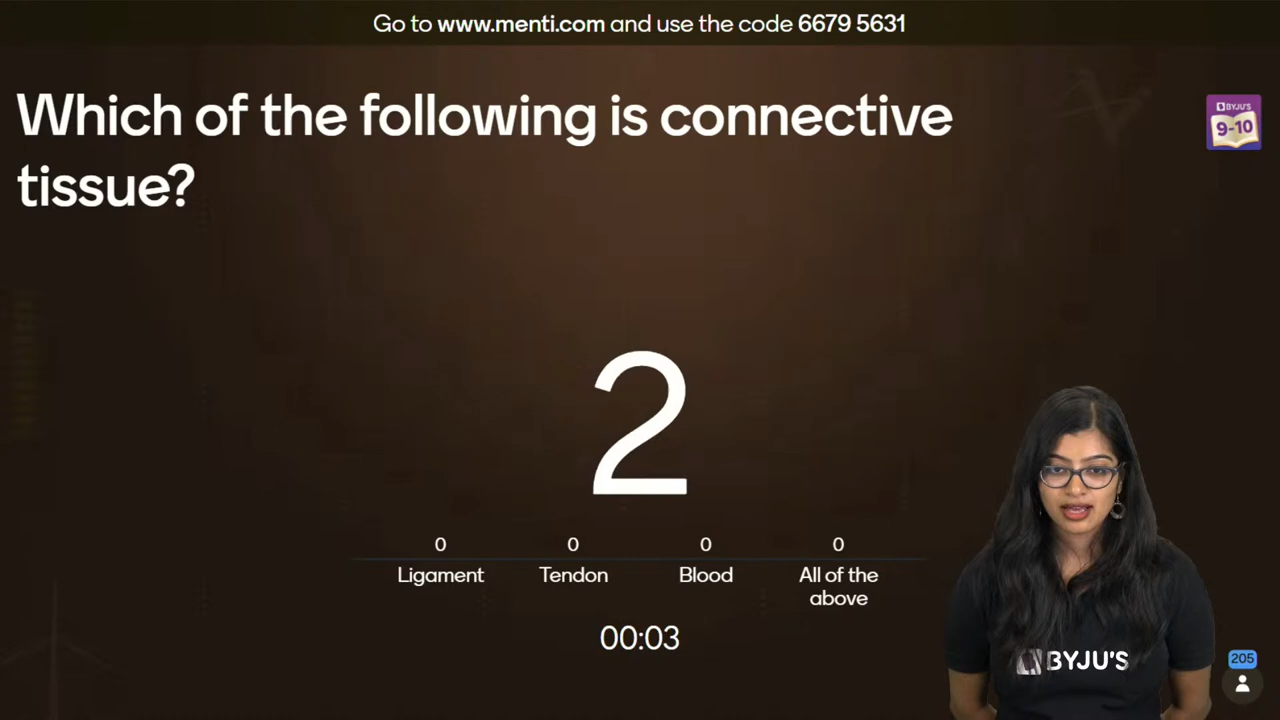 Go to www.menti.com and use the code 6679 5631
Which of the following is connective
tissue?
BYJU'S
9-10
2
0 0 0 0
Ligament Tendon Blood All of the
above
00:03
BYJU'S
205